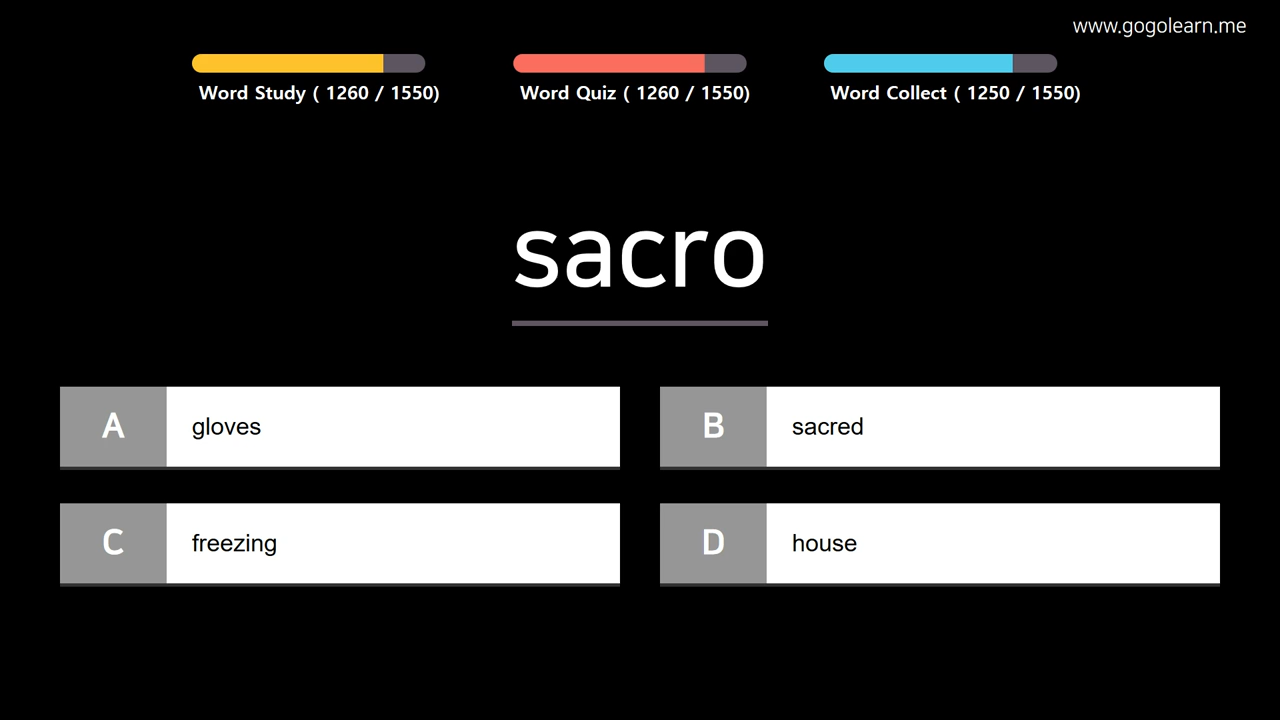 www.gogolearn.me
Word Study ( 1260 / 1550)
Word Quiz ( 1260 / 1550)
Word Collect ( 1250 / 1550)
sacro
A gloves
B sacred
C freezing
D house